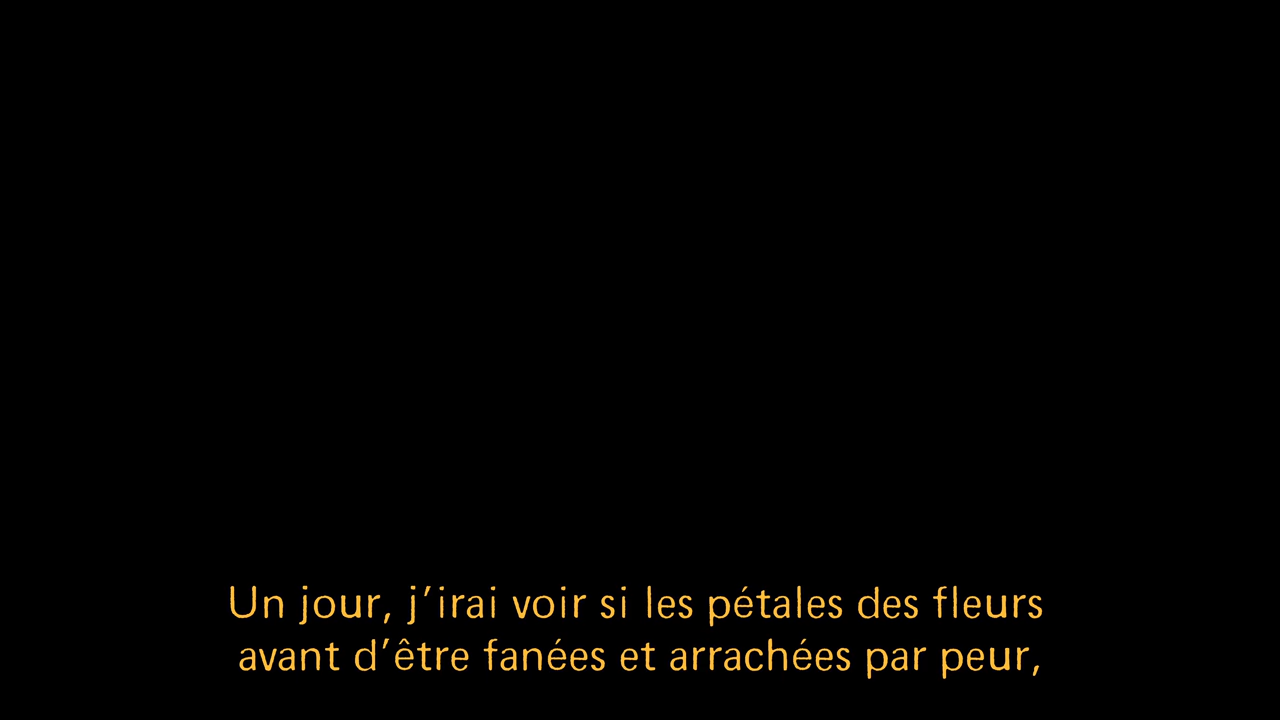 Un jour, j’irai voir si les pétales des fleurs
avant d’être fanées et arrachées par peur,